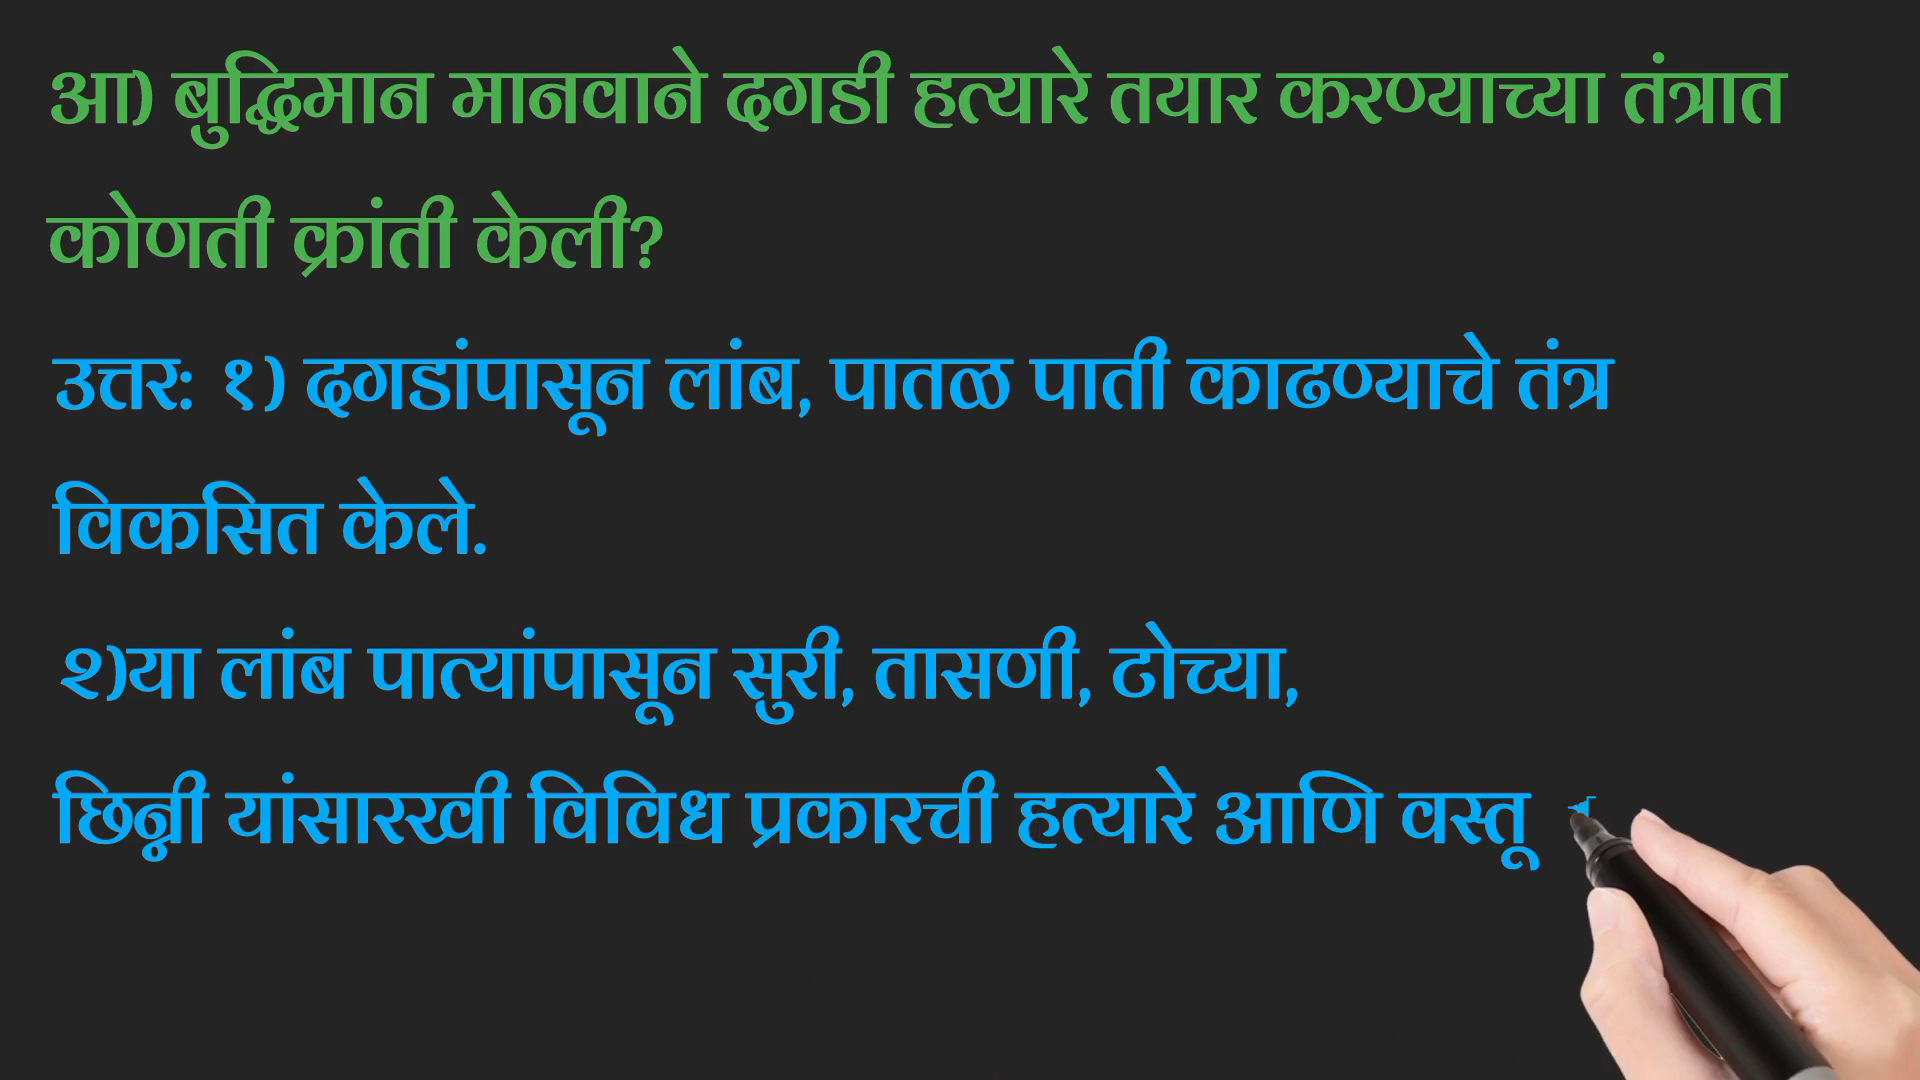 आ) बुद्धिमान मानवाने दगडी हत्यारे तयार करण्याच्या तंत्रात
कोणती क्रांती केली?
उत्तर: १) दगडांपासून लांब, पातळ पाती काढण्याचे तंत्र
विकसित केले.
२)या लांब पात्यांपासून सुरी, तासणी, टोच्या,
छिन्नी यांसारखी विविध प्रकारची हत्यारे आणि वस्तू